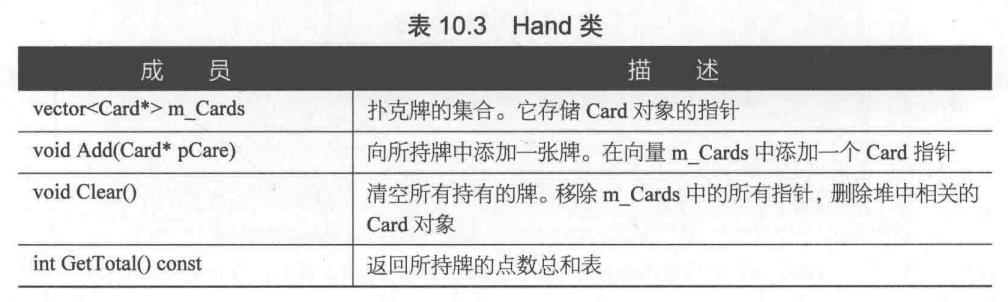 表 10.3 Hand 类
成 员 描 述
vector<Card*> m_Cards 扑克牌的集合。它存储 Card 对象的指针
void Add(Card* pCare) 向所持牌中添加一张牌。在向量 m_Cards 中添加一个 Card 指针
void Clear() 清空所有持有的牌。移除 m_Cards 中的所有指针，删除堆中相关的
Card 对象
int GetTotal() const 返回所持牌的点数总和表